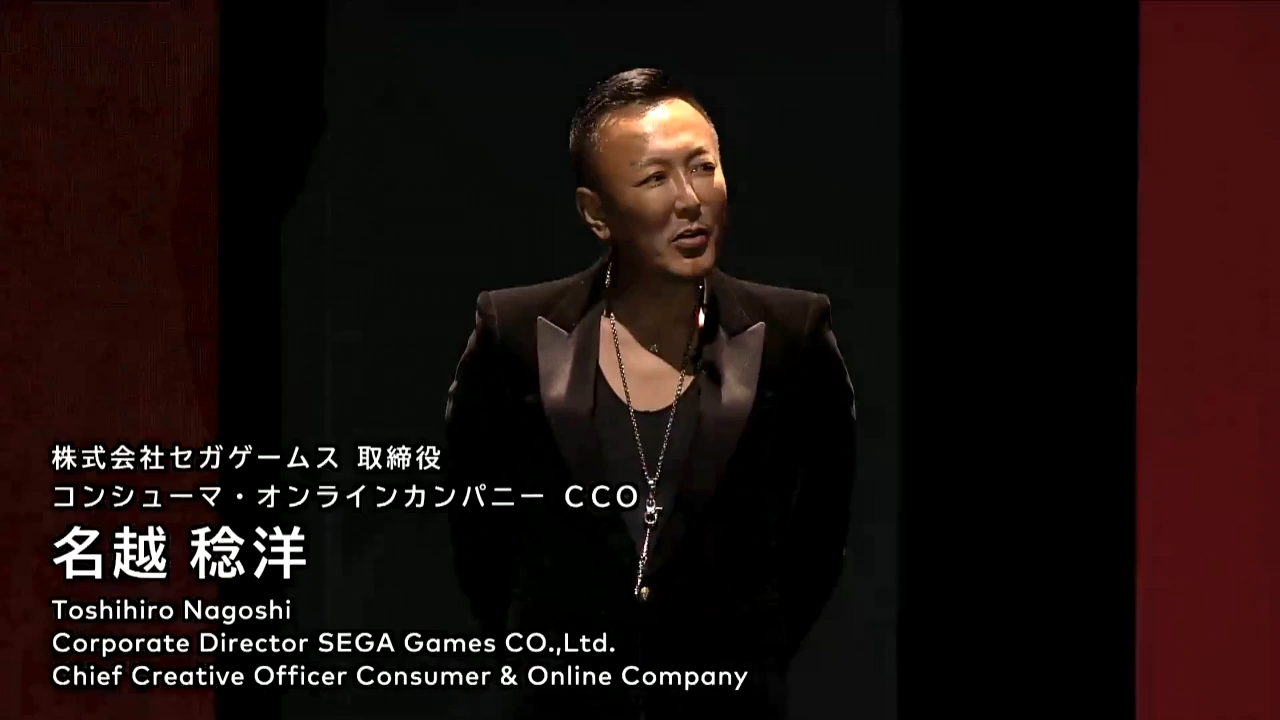 株式会社セガゲームス 取締役
コンシューマ・オンラインカンパニー CCO
名越 稔洋
Toshihiro Nagoshi
Corporate Director SEGA Games CO.,Ltd.
Chief Creative Officer Consumer & Online Company